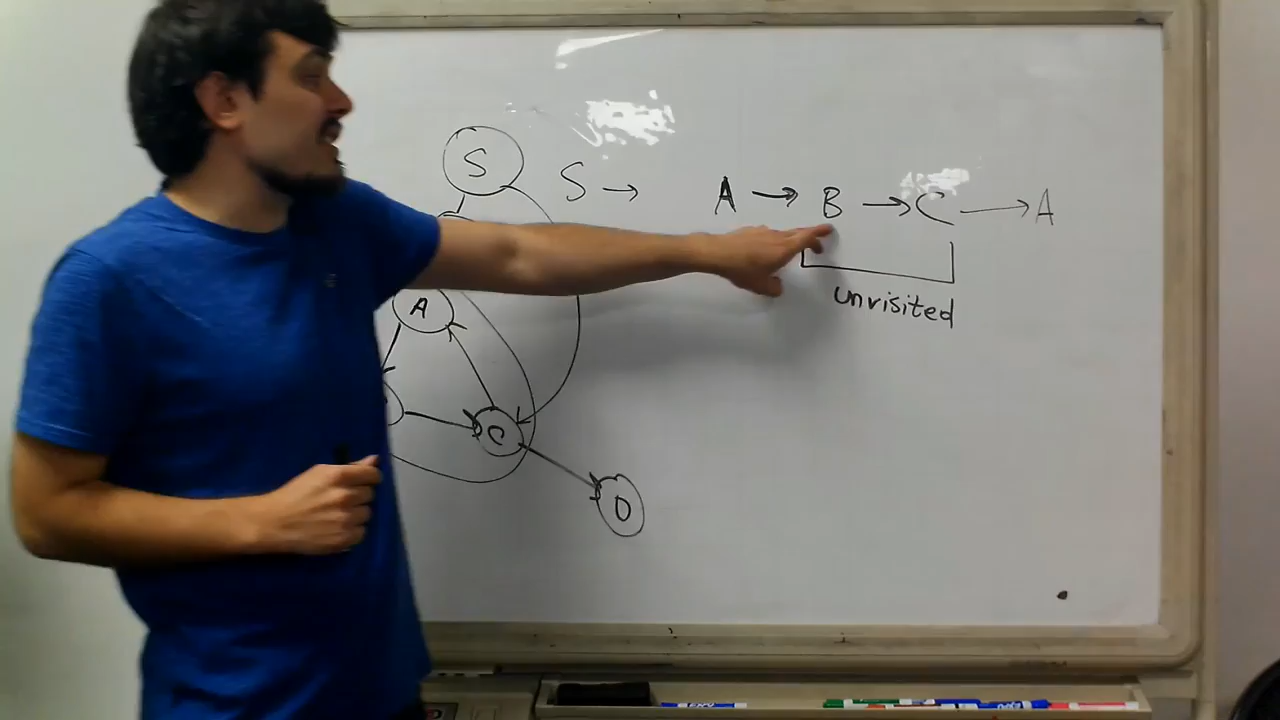 S
S → A → B → C → A
unvisited
A
C
D